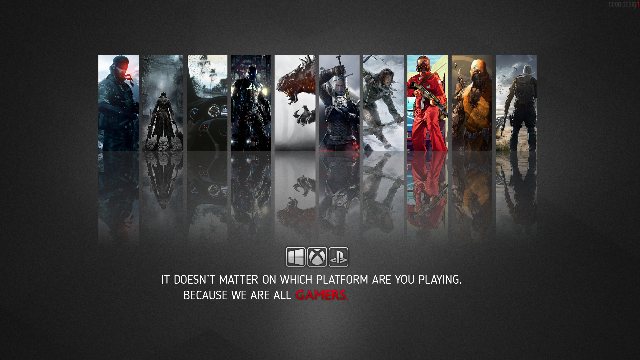 IT DOESN'T MATTER ON WHICH PLATFORM ARE YOU PLAYING.
BECAUSE WE ARE ALL GAMERS